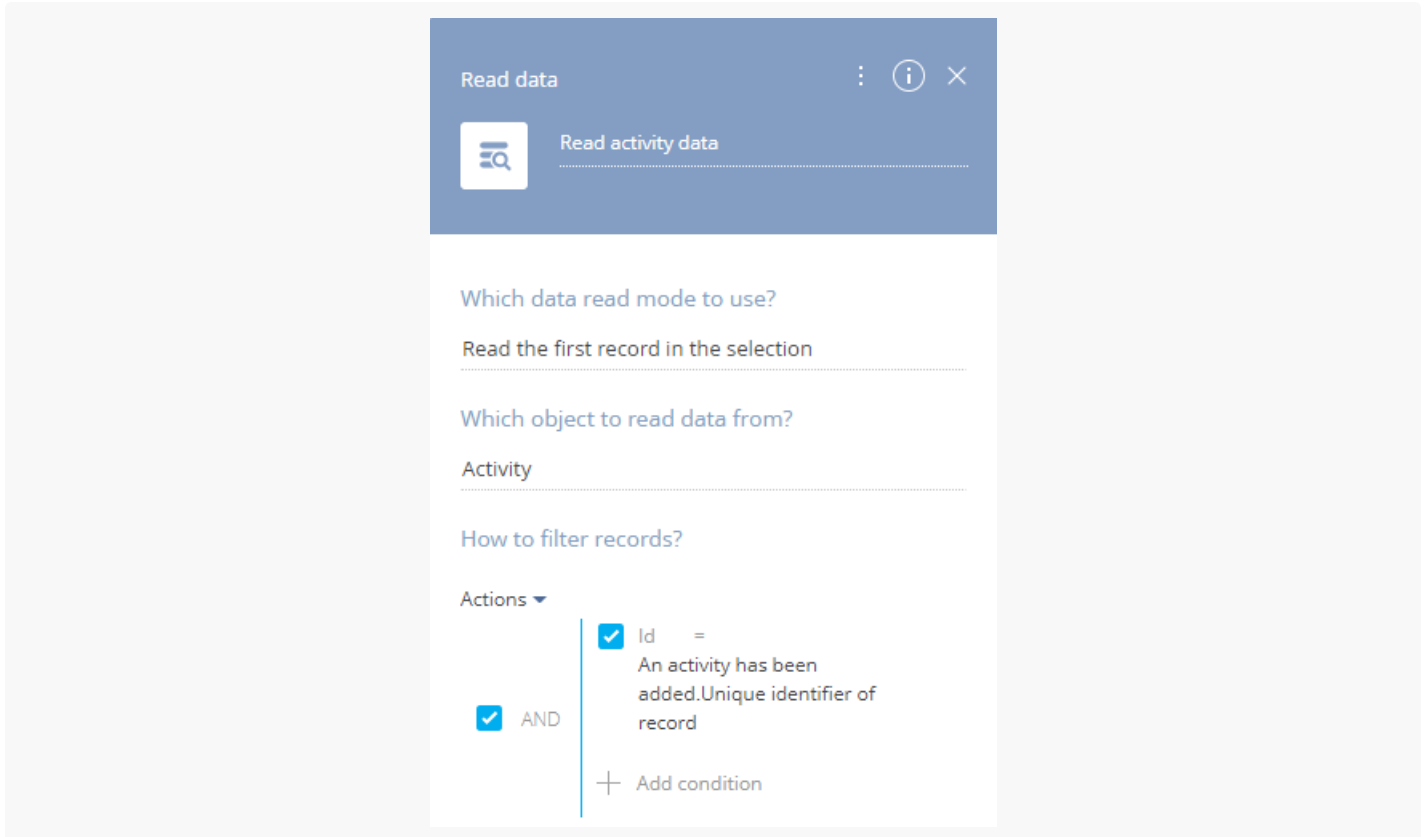 Read data
Read activity data
Which data read mode to use?
Read the first record in the selection
Which object to read data from?
Activity
How to filter records?
Actions
Id =
An activity has been
added.Unique identifier of
record
AND
Add condition